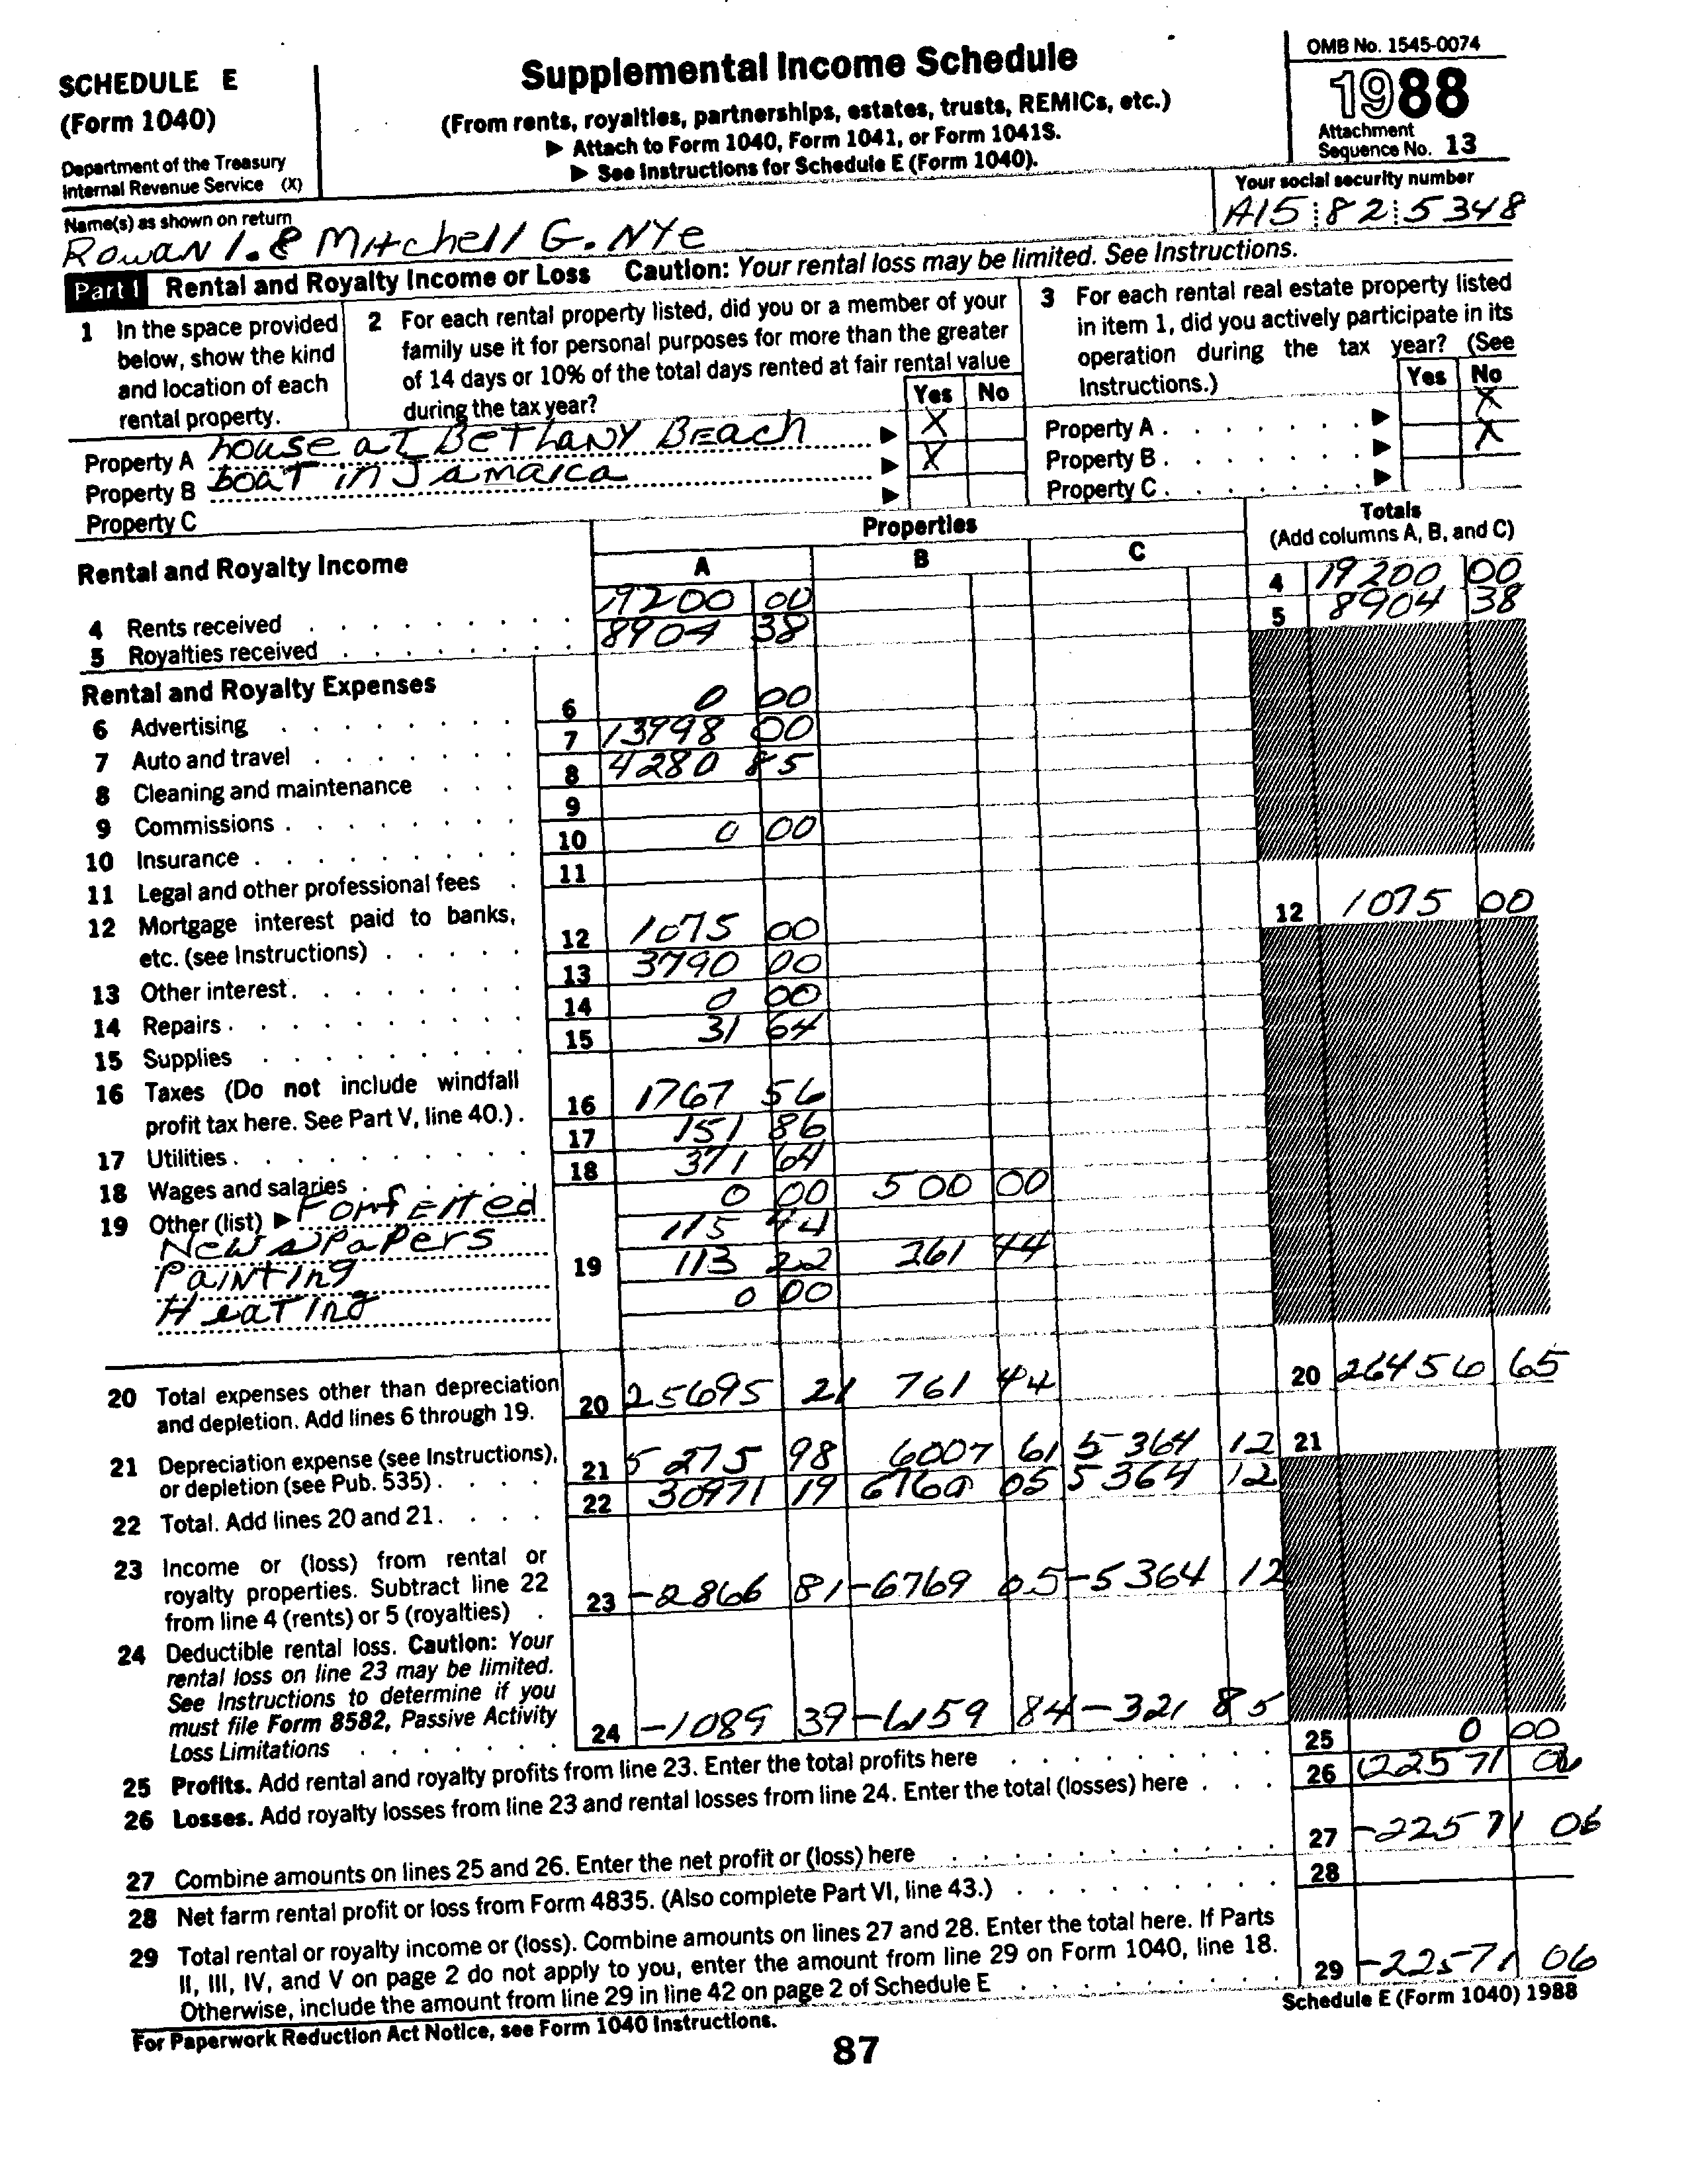 SCHEDULE E
(Form 1040)
Department of the Treasury
Internal Revenue Service (X)
Supplemental Income Schedule
(From rents, royalties, partnerships, estates, trusts, REMICs, etc.)
▶ Attach to Form 1040, Form 1041, or Form 1041S.
▶ See Instructions for Schedule E (Form 1040).
OMB No. 1545-0074
1988
Attachment
Sequence No. 13
Name(s) as shown on return
Rowan I. & Mitchell G. Nye
Your social security number
A15 82 5348
Part I Rental and Royalty Income or Loss Caution: Your rental loss may be limited. See Instructions.
1 In the space provided
below, show the kind
and location of each
rental property.
2 For each rental property listed, did you or a member of your
family use it for personal purposes for more than the greater
of 14 days or 10% of the total days rented at fair rental value
during the tax year?
Yes No
3 For each rental real estate property listed
in item 1, did you actively participate in its
operation during the tax year? (See
Instructions.)
Yes No
Property A house at Bethany Beach ▶ X
Property B boat in Jamaica ▶ X
Property C ▶
Property A . . . . . . . ▶ X
Property B . . . . . . . ▶ X
Property C . . . . . . . ▶
Rental and Royalty Income
Properties
A B C
Totals
(Add columns A, B, and C)
4 Rents received 19200 00 4 19200 00
5 Royalties received 8904 38 5 8904 38
Rental and Royalty Expenses
6 Advertising 6 0 00
7 Auto and travel 7 13998 00
8 Cleaning and maintenance 8 4280 85
9 Commissions 9
10 Insurance 10 0 00
11 Legal and other professional fees 11
12 Mortgage interest paid to banks,
etc. (see Instructions) 12 1075 00 12 1075 00
13 Other interest 13 3790 00
14 Repairs 14 0 00
15 Supplies 15 31 64
16 Taxes (Do not include windfall
profit tax here. See Part V, line 40.) 16 1767 56
17 Utilities 17 151 86
18 Wages and salaries 18 371 64
19 Other (list) ▶ Forfeited 0 00 500 00
Newspapers 115 44
Painting 19 113 22 261 44
Heating 0 00
20 Total expenses other than depreciation
and depletion. Add lines 6 through 19. 20 25695 21 761 44 20 26456 65
21 Depreciation expense (see Instructions),
or depletion (see Pub. 535) 21 5275 98 6007 61 5364 12 21
22 Total. Add lines 20 and 21 22 30971 19 6769 05 5364 12
23 Income or (loss) from rental or
royalty properties. Subtract line 22
from line 4 (rents) or 5 (royalties) 23 -2866 81 -6769 05 -5364 12
24 Deductible rental loss. Caution: Your
rental loss on line 23 may be limited.
See Instructions to determine if you
must file Form 8582, Passive Activity
Loss Limitations 24 -1089 39 -6159 84 -321 85
25 Profits. Add rental and royalty profits from line 23. Enter the total profits here 25 0 00
26 Losses. Add royalty losses from line 23 and rental losses from line 24. Enter the total (losses) here 26 (22571 06
27 Combine amounts on lines 25 and 26. Enter the net profit or (loss) here 27 -22571 06
28 Net farm rental profit or loss from Form 4835. (Also complete Part VI, line 43.) 28
29 Total rental or royalty income or (loss). Combine amounts on lines 27 and 28. Enter the total here. If Parts
II, III, IV, and V on page 2 do not apply to you, enter the amount from line 29 on Form 1040, line 18.
Otherwise, include the amount from line 29 in line 42 on page 2 of Schedule E 29 -22571 06
For Paperwork Reduction Act Notice, see Form 1040 Instructions.
Schedule E (Form 1040) 1988
87